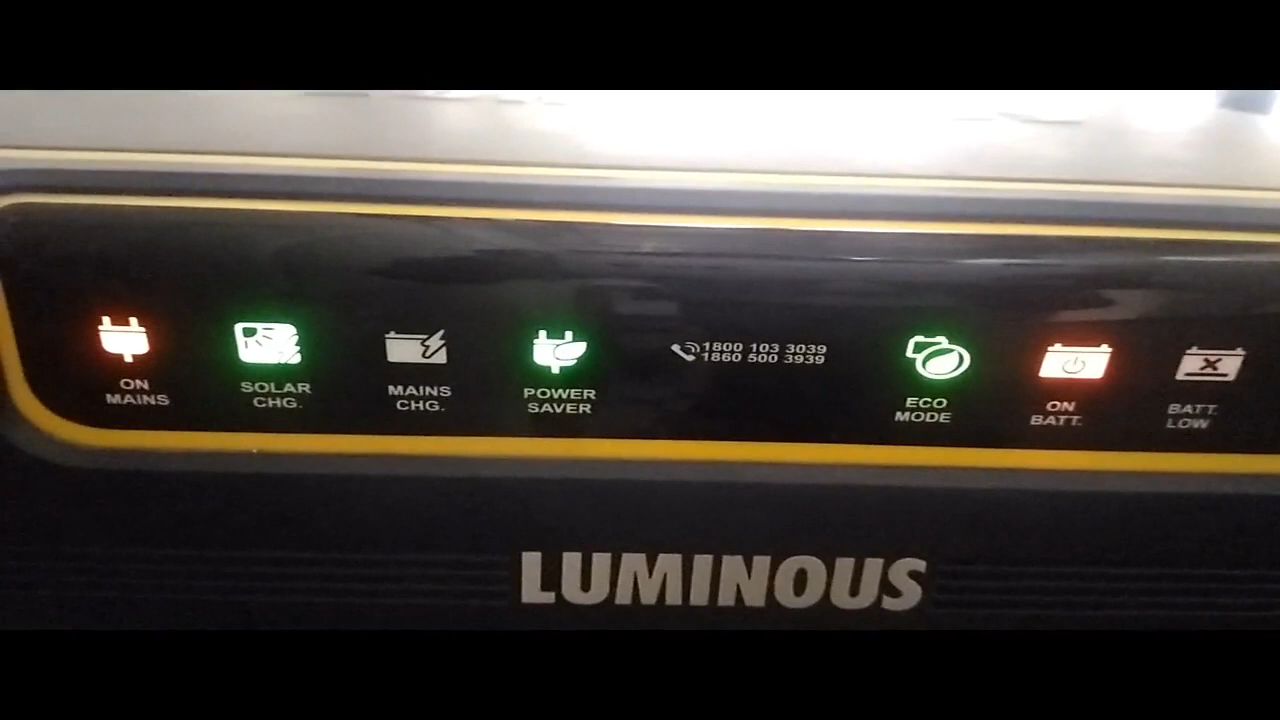 ON
MAINS
SOLAR
CHG.
MAINS
CHG.
POWER
SAVER
1800 103 3039
1860 500 3939
ECO
MODE
ON
BATT.
BATT.
LOW
LUMINOUS